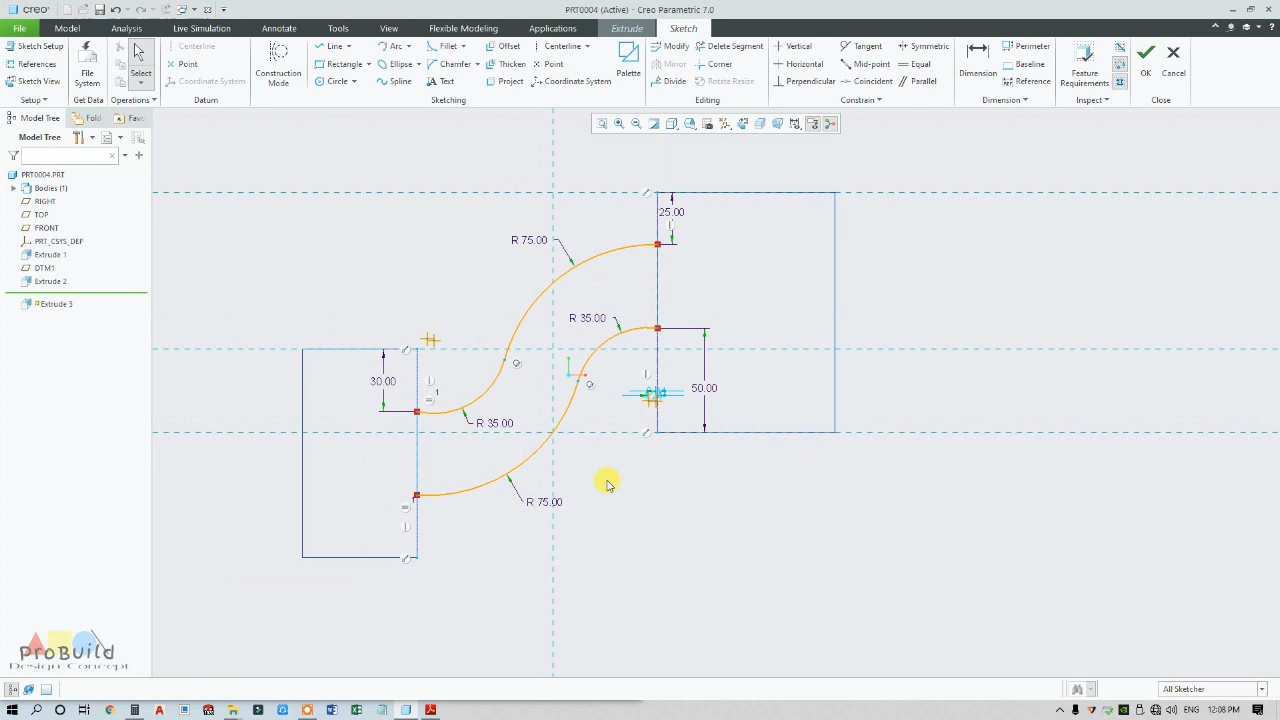 creo
PRT0004 (Active) - Creo Parametric 7.0
File Model Analysis Live Simulation Annotate Tools View Flexible Modeling Applications Extrude Sketch
Sketch Setup File System Select Centerline Construction Mode Line Arc Fillet Offset Centerline Palette Modify Delete Segment Vertical Tangent Symmetric Dimension Perimeter Feature Requirements OK Cancel
References Point Rectangle Ellipse Chamfer Thicken Point Mirror Corner Horizontal Mid-point Equal Baseline
Sketch View Coordinate System Circle Spline Text Project Coordinate System Divide Rotate Resize Perpendicular Coincident Parallel Reference
Setup Get Data Operations Datum Sketching Editing Constrain Dimension Inspect Close
Model Tree Fold Favc
Model Tree
PRT0004.PRT
Bodies (1)
RIGHT
TOP
FRONT
PRT_CSYS_DEF
Extrude 1
DTM1
Extrude 2
Extrude 3
25.00
R 75.00
R 35.00
30.00
50.00
1
R 35.00
R 75.00
ProBuild
Design Concept
All Sketcher
ENG 12:08 PM